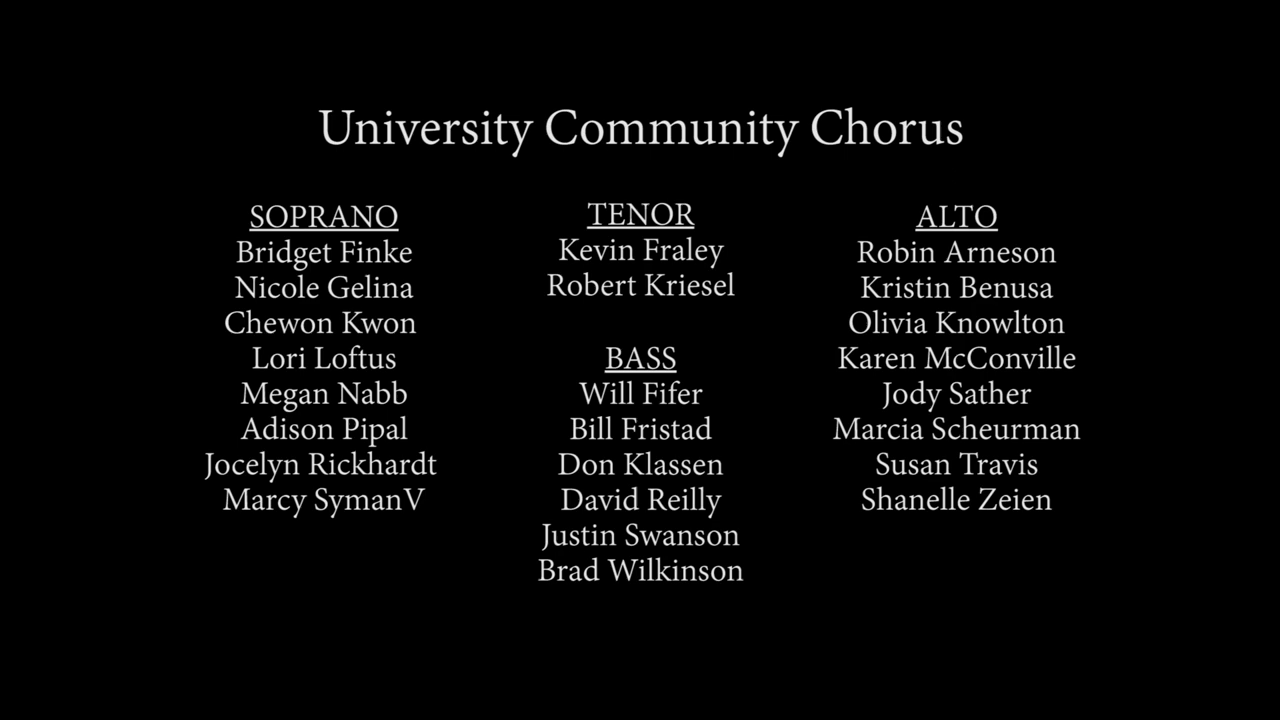 University Community Chorus
SOPRANO
Bridget Finke
Nicole Gelina
Chewon Kwon
Lori Loftus
Megan Nabb
Adison Pipal
Jocelyn Rickhardt
Marcy SymanV
TENOR
Kevin Fraley
Robert Kriesel
BASS
Will Fifer
Bill Fristad
Don Klassen
David Reilly
Justin Swanson
Brad Wilkinson
ALTO
Robin Arneson
Kristin Benusa
Olivia Knowlton
Karen McConville
Jody Sather
Marcia Scheurman
Susan Travis
Shanelle Zeien